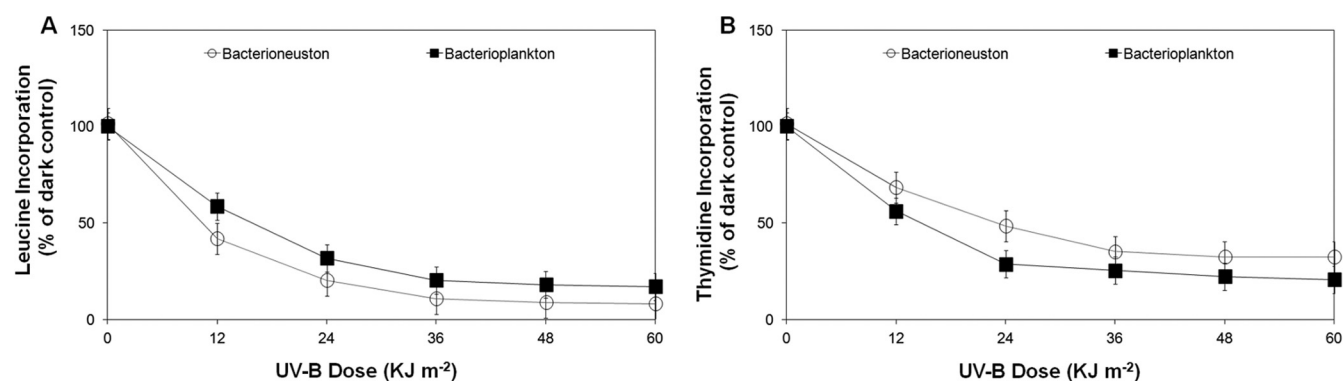 A
150
100
50
0
Leucine Incorporation
(% of dark control)
Bacterioneuston
Bacterioplankton
0 12 24 36 48 60
UV-B Dose (KJ m⁻²)
B
150
100
50
0
Thymidine Incorporation
(% of dark control)
Bacterioneuston
Bacterioplankton
0 12 24 36 48 60
UV-B Dose (KJ m⁻²)